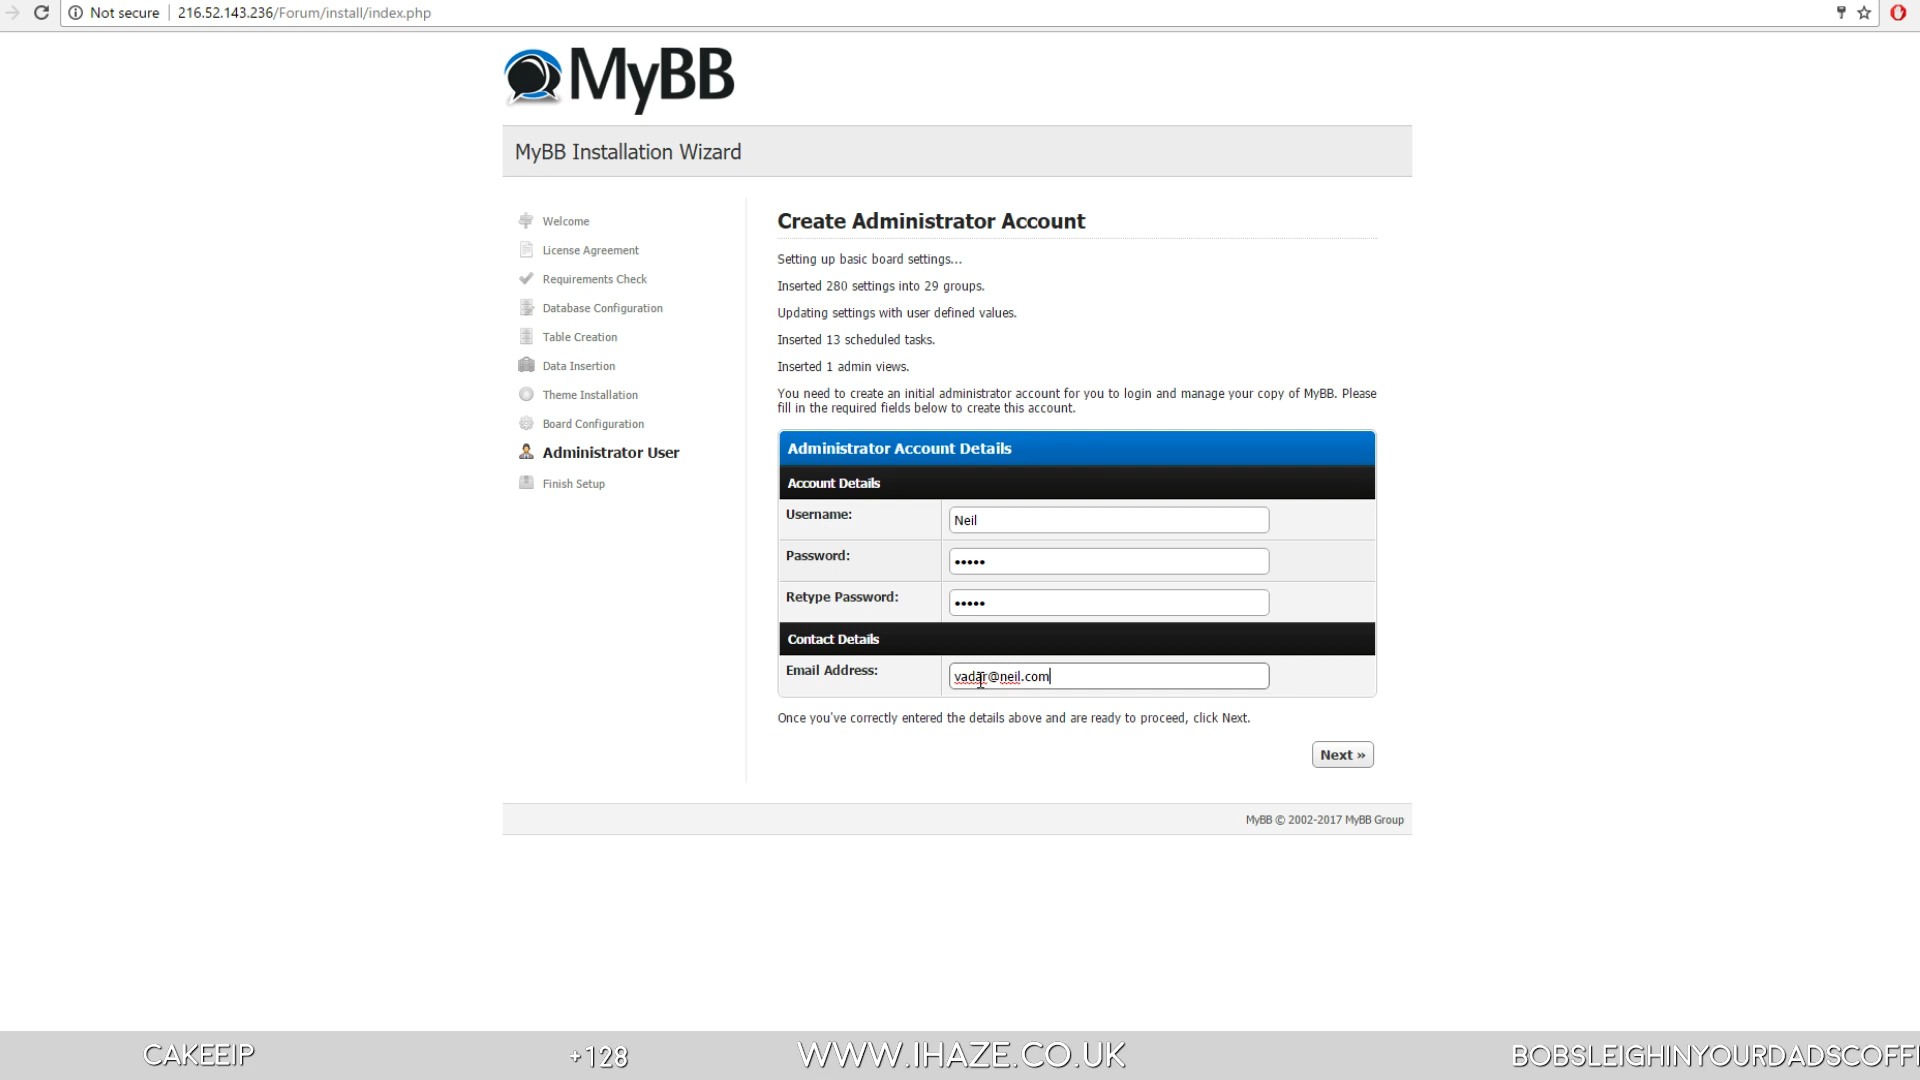 Not secure | 216.52.143.236/Forum/install/index.php
MyBB
MyBB Installation Wizard
Welcome
License Agreement
Requirements Check
Database Configuration
Table Creation
Data Insertion
Theme Installation
Board Configuration
Administrator User
Finish Setup
Create Administrator Account
Setting up basic board settings...
Inserted 280 settings into 29 groups.
Updating settings with user defined values.
Inserted 13 scheduled tasks.
Inserted 1 admin views.
You need to create an initial administrator account for you to login and manage your copy of MyBB. Please
fill in the required fields below to create this account.
Administrator Account Details
Account Details
Username: Neil
Password: •••••
Retype Password: •••••
Contact Details
Email Address: vadar@neil.com
Once you've correctly entered the details above and are ready to proceed, click Next.
Next »
MyBB © 2002-2017 MyBB Group
CAKEEIP +128 WWW.IHAZE.CO.UK BOBSLEIGHINYOURDADSCOFFI